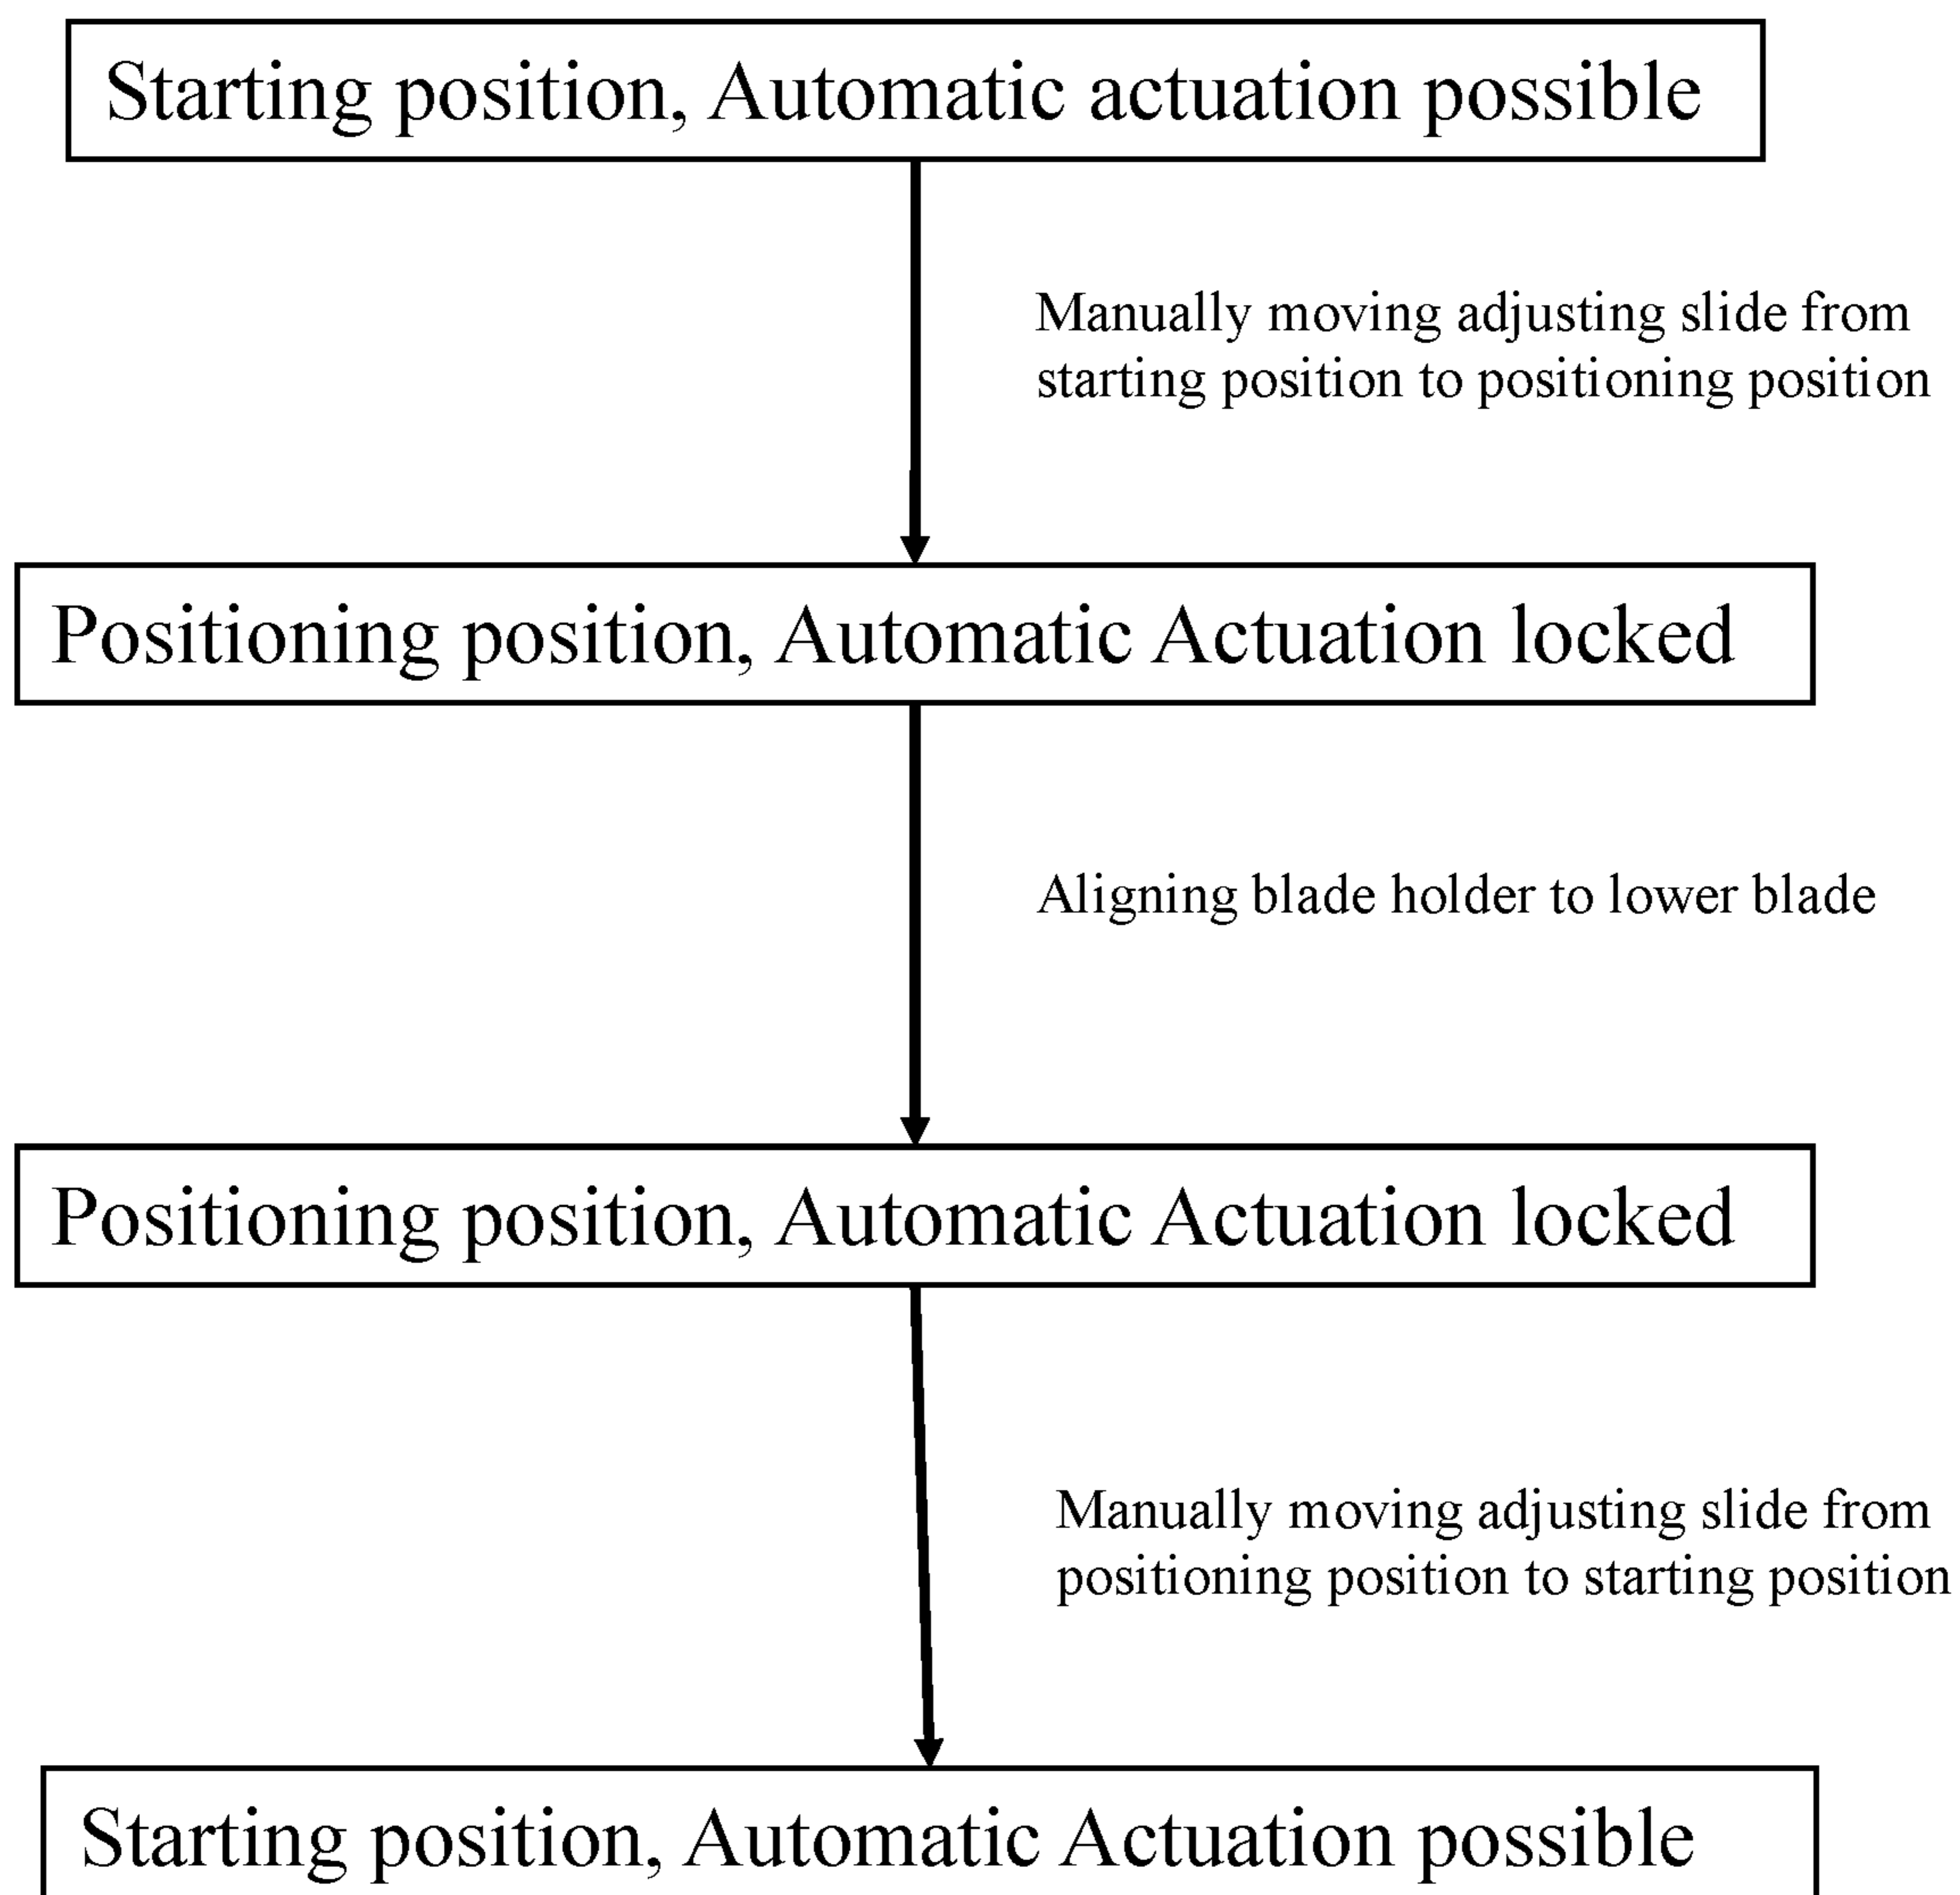 Starting position, Automatic actuation possible
Manually moving adjusting slide from
starting position to positioning position
Positioning position, Automatic Actuation locked
Aligning blade holder to lower blade
Positioning position, Automatic Actuation locked
Manually moving adjusting slide from
positioning position to starting position
Starting position, Automatic Actuation possible